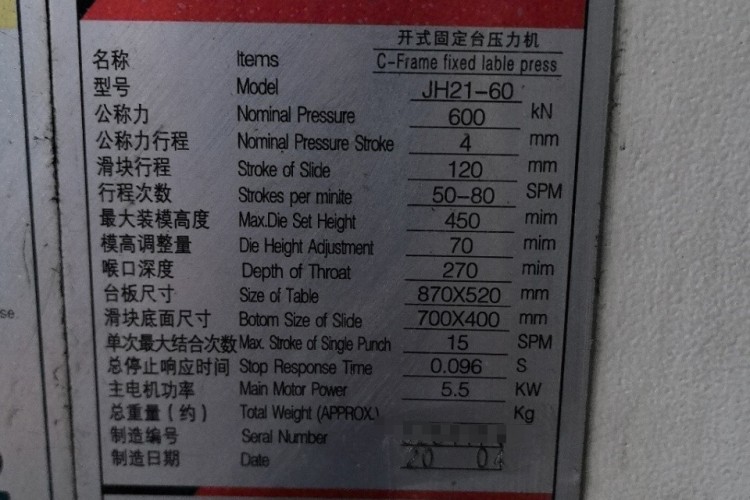 开式固定台压力机
名称 Items C-Frame fixed lable press
型号 Model JH21-60
公称力 Nominal Pressure 600 kN
公称力行程 Nominal Pressure Stroke 4 mm
滑块行程 Stroke of Slide 120 mm
行程次数 Strokes per minite 50-80 SPM
最大装模高度 Max.Die Set Height 450 mim
模高调整量 Die Height Adjustment 70 mim
喉口深度 Depth of Throat 270 mim
台板尺寸 Size of Table 870X520 mm
滑块底面尺寸 Botom Size of Slide 700X400 mm
单次最大结合次数 Max. Stroke of Single Punch 15 SPM
总停止响应时间 Stop Response Time 0.096 S
主电机功率 Main Motor Power 5.5 KW
总重量(约) Total Weight (APPROX.) Kg
制造编号 Seral Number
制造日期 Date 20 04
se